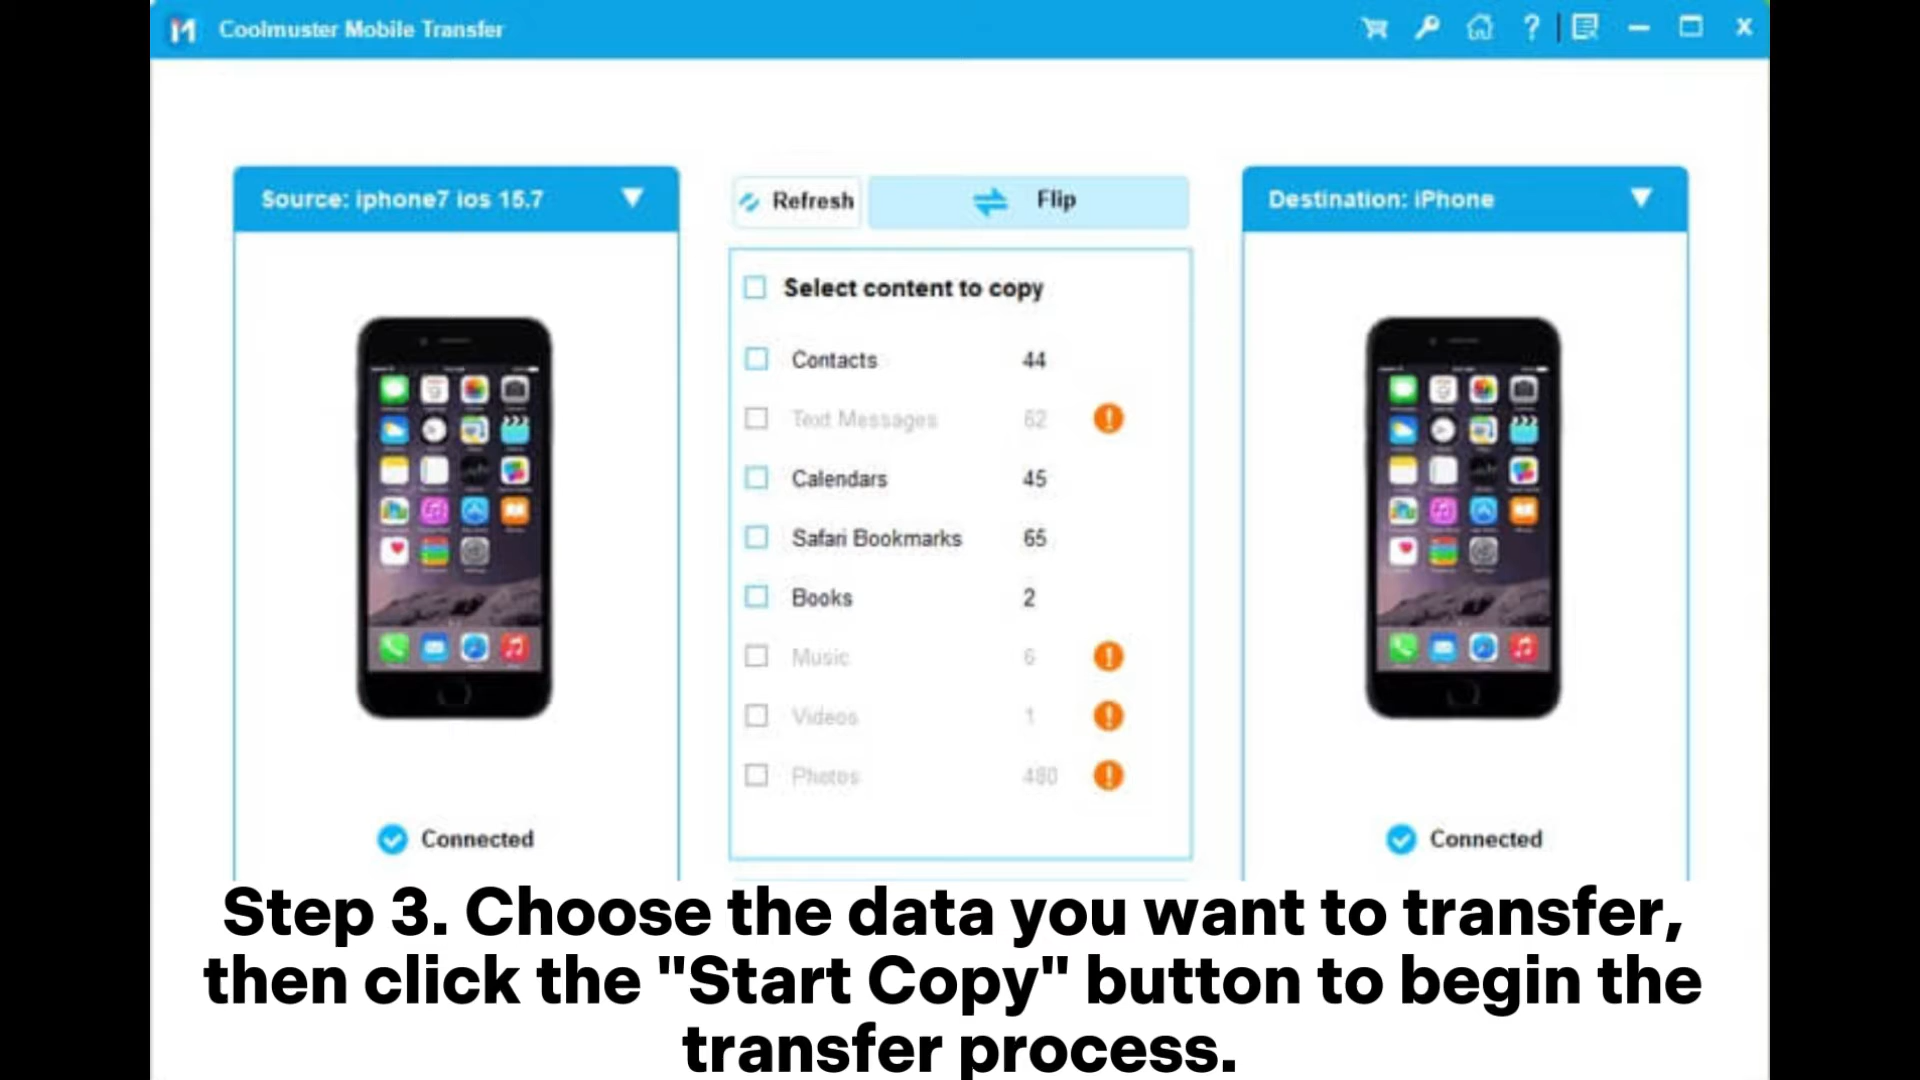 Coolmuster Mobile Transfer
Source: iphone7 ios 15.7
Refresh
Flip
Destination: iPhone
Select content to copy
Contacts 44
Text Messages 62
Calendars 45
Safari Bookmarks 65
Books 2
Music 6
Videos 1
Photos 480
Connected
Connected
Step 3. Choose the data you want to transfer,
then click the "Start Copy" button to begin the
transfer process.